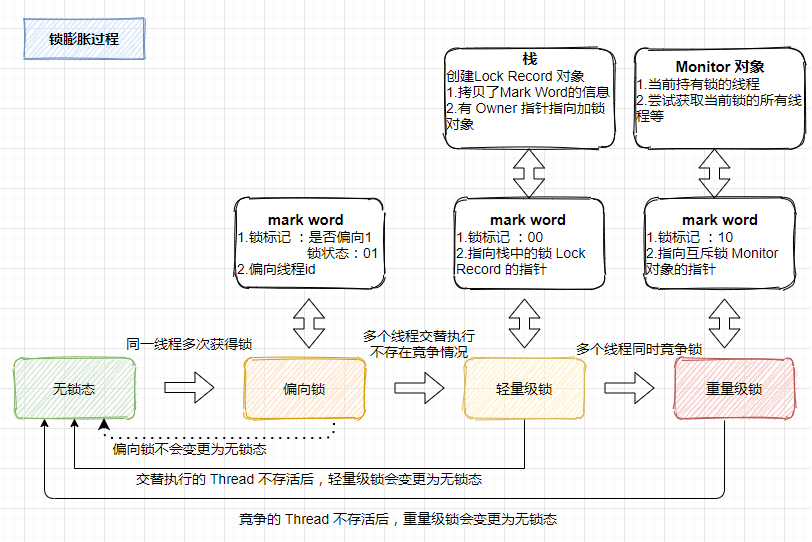 锁膨胀过程
栈
创建Lock Record 对象
1.拷贝了Mark Word的信息
2.有 Owner 指针指向加锁
对象
Monitor 对象
1.当前持有锁的线程
2.尝试获取当前锁的所有线
程等
mark word
1.锁标记 ：是否偏向1
锁状态：01
2.偏向线程id
mark word
1.锁标记 ：00
2.指向栈中的锁 Lock
Record 的指针
mark word
1.锁标记 ：10
2.指向互斥锁 Monitor
对象的指针
同一线程多次获得锁
多个线程交替执行
不存在竞争情况
多个线程同时竞争锁
无锁态
偏向锁
轻量级锁
重量级锁
偏向锁不会变更为无锁态
交替执行的 Thread 不存活后，轻量级锁会变更为无锁态
竞争的 Thread 不存活后，重量级锁会变更为无锁态